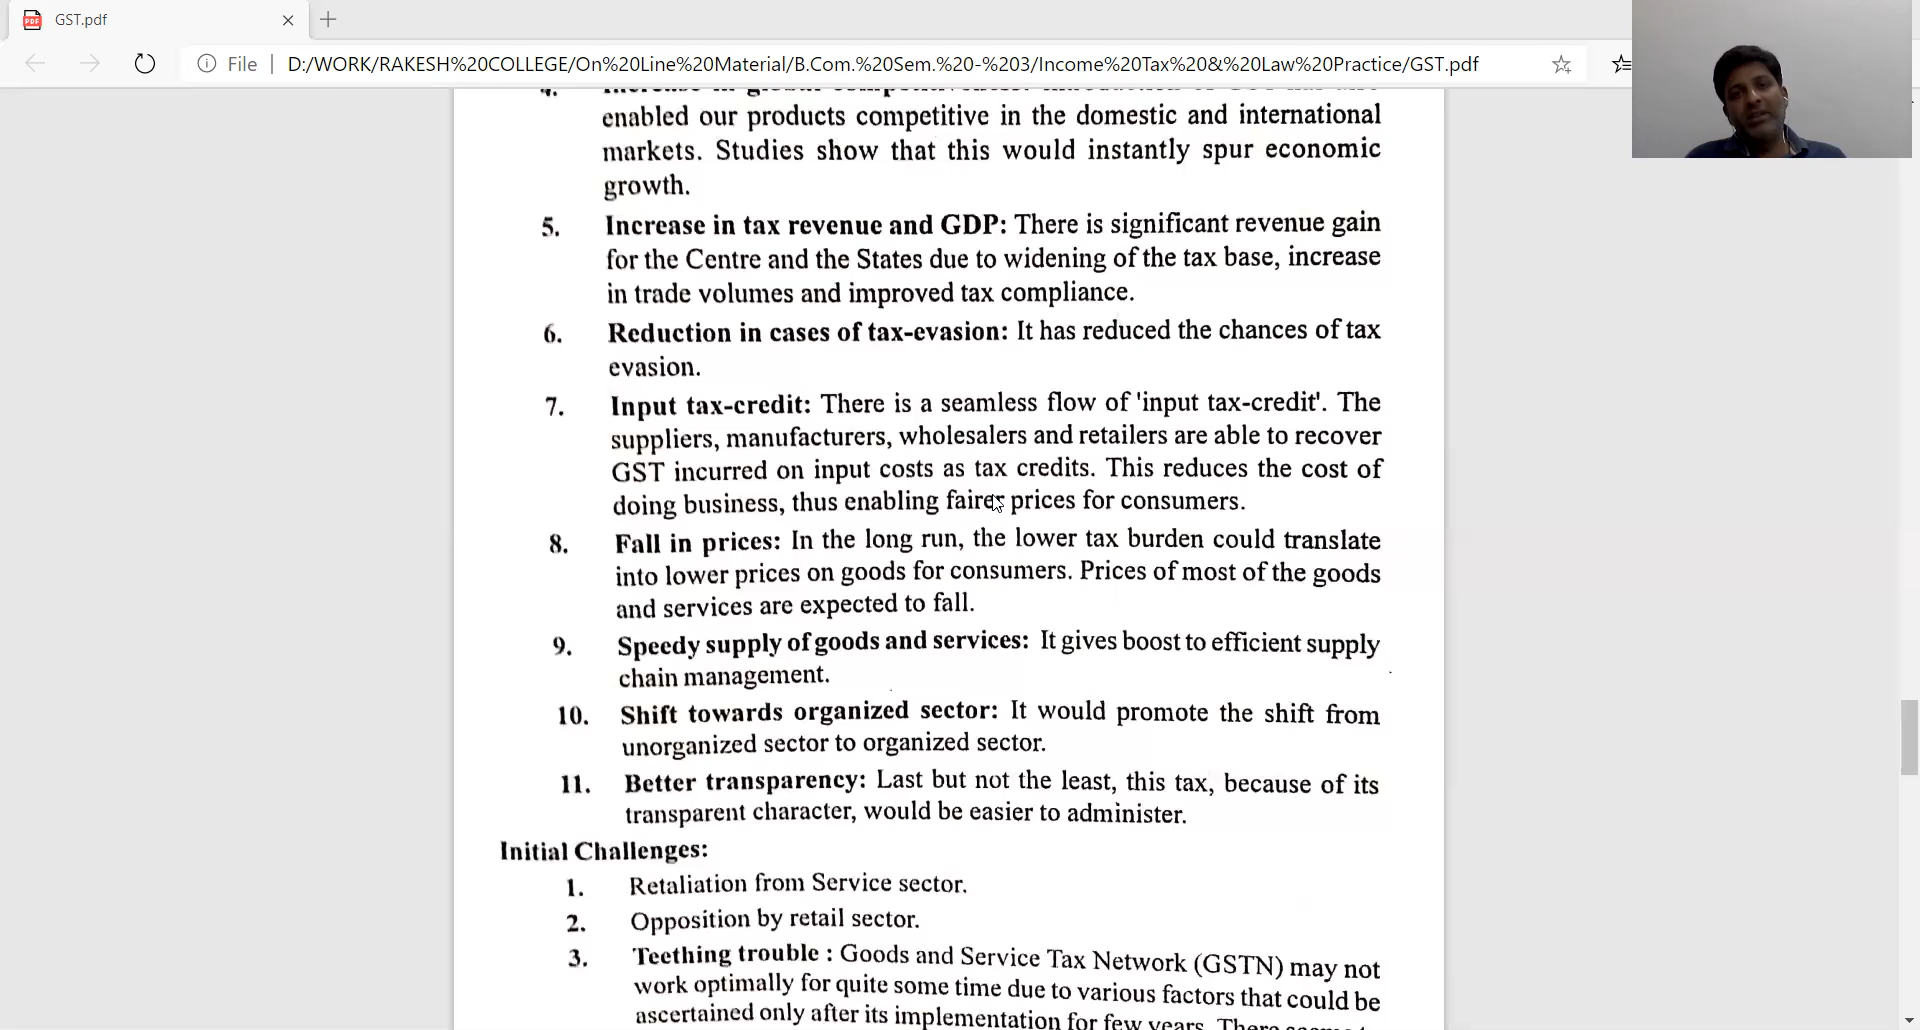 GST.pdf
File
D:/WORK/RAKESH%20COLLEGE/On%20Line%20Material/B.Com.%20Sem.%20-%203/Income%20Tax%20&%20Law%20Practice/GST.pdf
enabled our products competitive in the domestic and international
markets. Studies show that this would instantly spur economic
growth.
5. Increase in tax revenue and GDP: There is significant revenue gain
for the Centre and the States due to widening of the tax base, increase
in trade volumes and improved tax compliance.
6. Reduction in cases of tax-evasion: It has reduced the chances of tax
evasion.
7. Input tax-credit: There is a seamless flow of 'input tax-credit'. The
suppliers, manufacturers, wholesalers and retailers are able to recover
GST incurred on input costs as tax credits. This reduces the cost of
doing business, thus enabling fairer prices for consumers.
8. Fall in prices: In the long run, the lower tax burden could translate
into lower prices on goods for consumers. Prices of most of the goods
and services are expected to fall.
9. Speedy supply of goods and services: It gives boost to efficient supply
chain management.
10. Shift towards organized sector: It would promote the shift from
unorganized sector to organized sector.
11. Better transparency: Last but not the least, this tax, because of its
transparent character, would be easier to administer.
Initial Challenges:
1. Retaliation from Service sector.
2. Opposition by retail sector.
3. Teething trouble : Goods and Service Tax Network (GSTN) may not
work optimally for quite some time due to various factors that could be
ascertained only after its implementation for few years. There